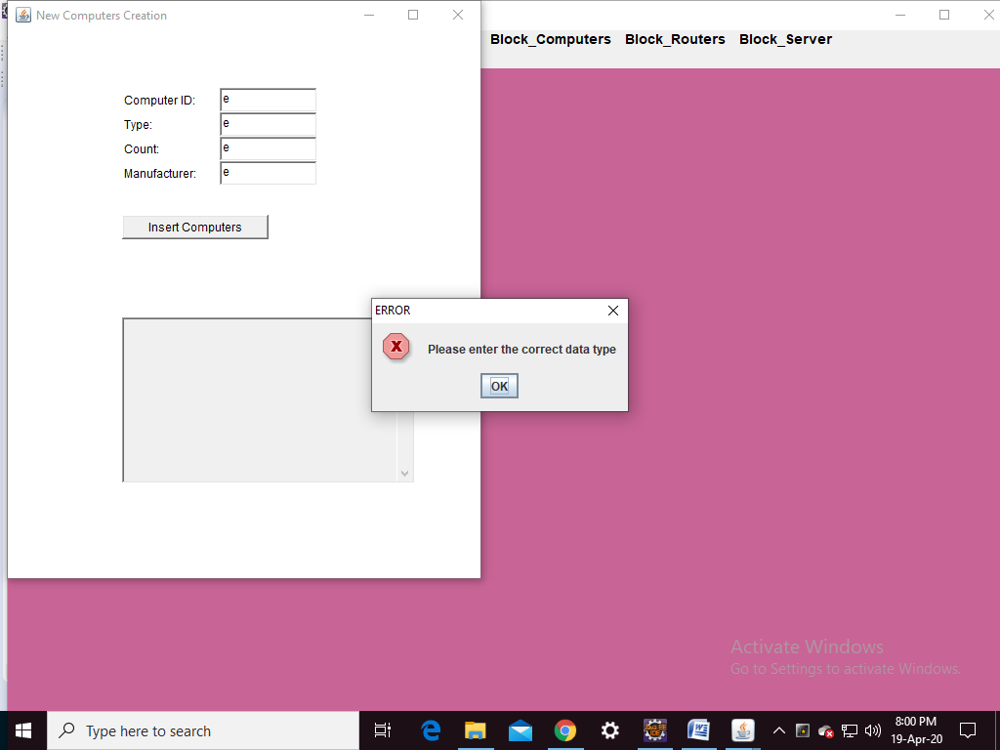 New Computers Creation
Block_Computers Block_Routers Block_Server
Computer ID: e
Type: e
Count: e
Manufacturer: e
Insert Computers
ERROR
Please enter the correct data type
OK
Activate Windows
Go to Settings to activate Windows.
Type here to search
8:00 PM
19-Apr-20